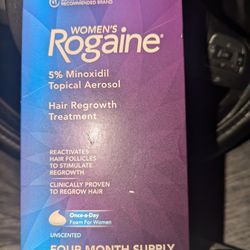 RECOMMENDED BRAND
WOMEN'S
Rogaine®
5% Minoxidil
Topical Aerosol
Hair Regrowth
Treatment
REACTIVATES
HAIR FOLLICLES
TO STIMULATE
REGROWTH
CLINICALLY PROVEN
TO REGROW HAIR
Once-a-Day
Foam For Women
UNSCENTED
FOUR MONTH SUPPLY